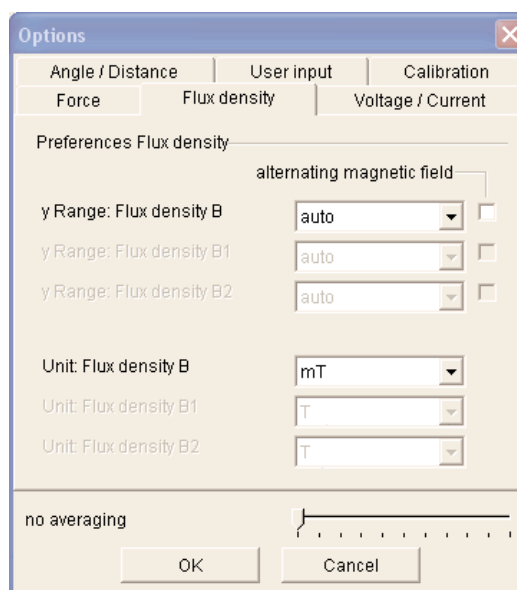 Options
Angle / Distance User input Calibration
Force Flux density Voltage / Current
Preferences Flux density
alternating magnetic field
y Range: Flux density B auto
y Range: Flux density B1 auto
y Range: Flux density B2 auto
Unit: Flux density B mT
Unit: Flux density B1 T
Unit: Flux density B2 T
no averaging
OK Cancel